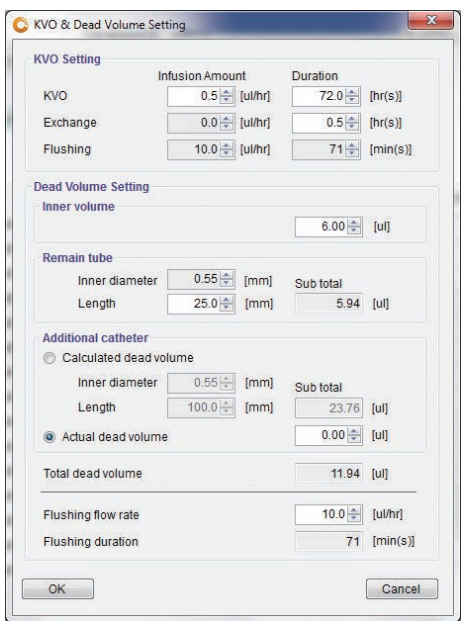 KVO & Dead Volume Setting
KVO Setting
Infusion Amount Duration
KVO 0.5 [ul/hr] 72.0 [hr(s)]
Exchange 0.0 [ul/hr] 0.5 [hr(s)]
Flushing 10.0 [ul/hr] 71 [min(s)]
Dead Volume Setting
Inner volume
6.00 [ul]
Remain tube
Inner diameter 0.55 [mm] Sub total
Length 25.0 [mm] 5.94 [ul]
Additional catheter
Calculated dead volume
Inner diameter 0.55 [mm] Sub total
Length 100.0 [mm] 23.76 [ul]
Actual dead volume 0.00 [ul]
Total dead volume 11.94 [ul]
Flushing flow rate 10.0 [ul/hr]
Flushing duration 71 [min(s)]
OK Cancel